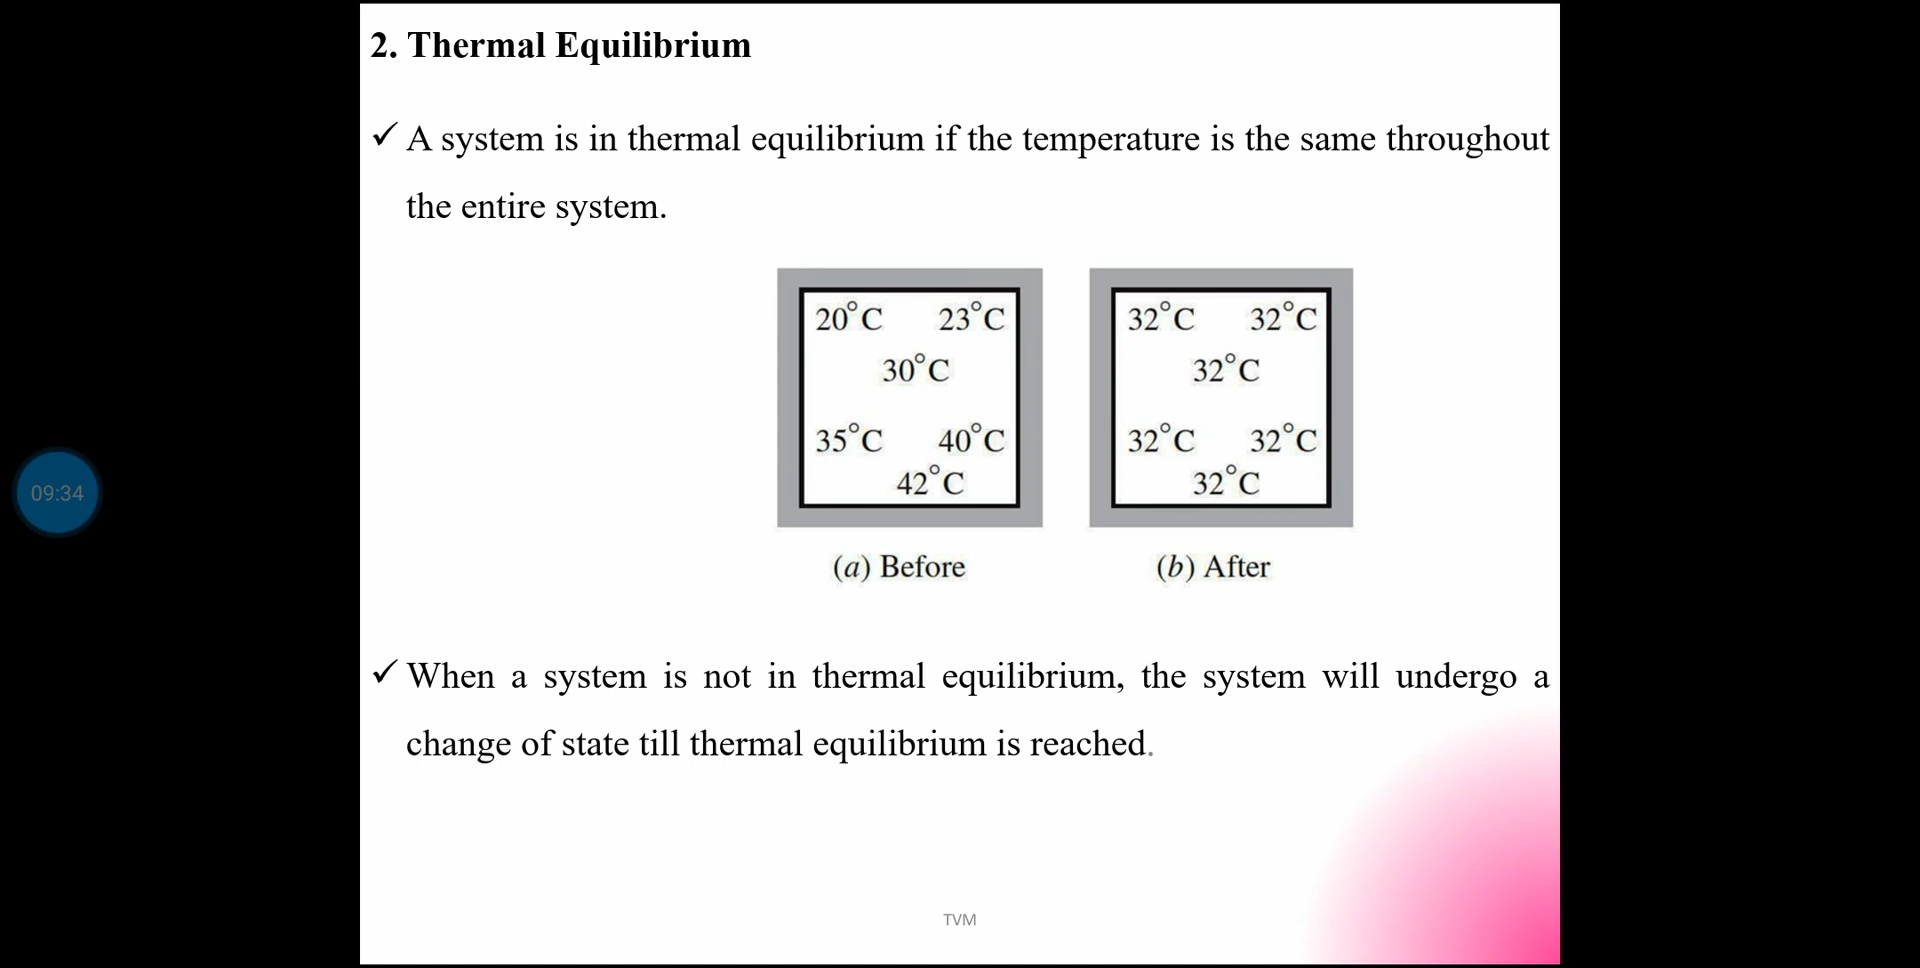 2. Thermal Equilibrium
✓ A system is in thermal equilibrium if the temperature is the same throughout
the entire system.
20°C 23°C
30°C
35°C 40°C
42°C
(a) Before
32°C 32°C
32°C
32°C 32°C
32°C
(b) After
✓ When a system is not in thermal equilibrium, the system will undergo a
change of state till thermal equilibrium is reached.
09:34
TVM